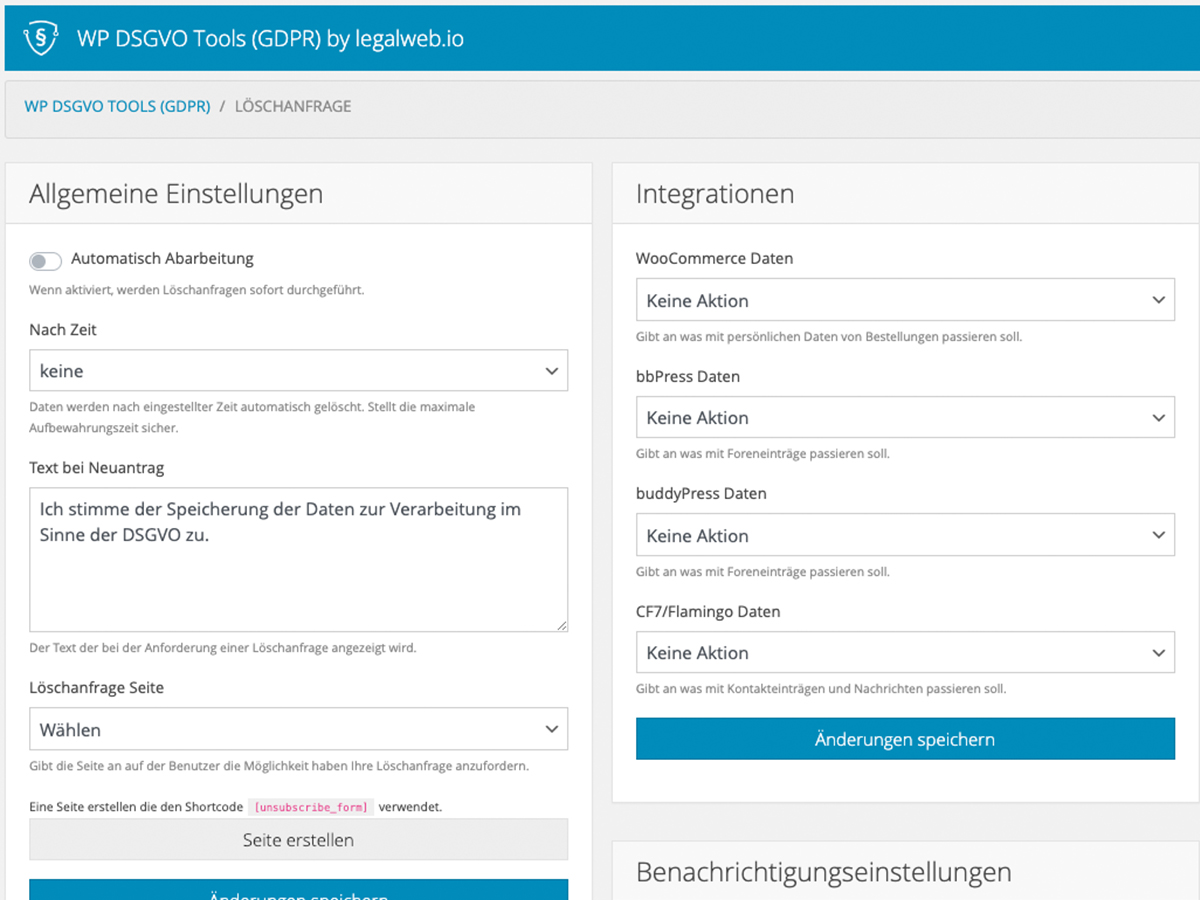 WP DSGVO Tools (GDPR) by legalweb.io
WP DSGVO TOOLS (GDPR) / LÖSCHANFRAGE
Allgemeine Einstellungen
Automatisch Abarbeitung
Wenn aktiviert, werden Löschanfragen sofort durchgeführt.
Nach Zeit
keine
Daten werden nach eingestellter Zeit automatisch gelöscht. Stellt die maximale
Aufbewahrungszeit sicher.
Text bei Neuantrag
Ich stimme der Speicherung der Daten zur Verarbeitung im
Sinne der DSGVO zu.
Der Text der bei der Anforderung einer Löschanfrage angezeigt wird.
Löschanfrage Seite
Wählen
Gibt die Seite an auf der Benutzer die Möglichkeit haben Ihre Löschanfrage anzufordern.
Eine Seite erstellen die den Shortcode [unsubscribe_form] verwendet.
Seite erstellen
Änderungen speichern
Integrationen
WooCommerce Daten
Keine Aktion
Gibt an was mit persönlichen Daten von Bestellungen passieren soll.
bbPress Daten
Keine Aktion
Gibt an was mit Foreneinträge passieren soll.
buddyPress Daten
Keine Aktion
Gibt an was mit Foreneinträge passieren soll.
CF7/Flamingo Daten
Keine Aktion
Gibt an was mit Kontakteinträgen und Nachrichten passieren soll.
Änderungen speichern
Benachrichtigungseinstellungen